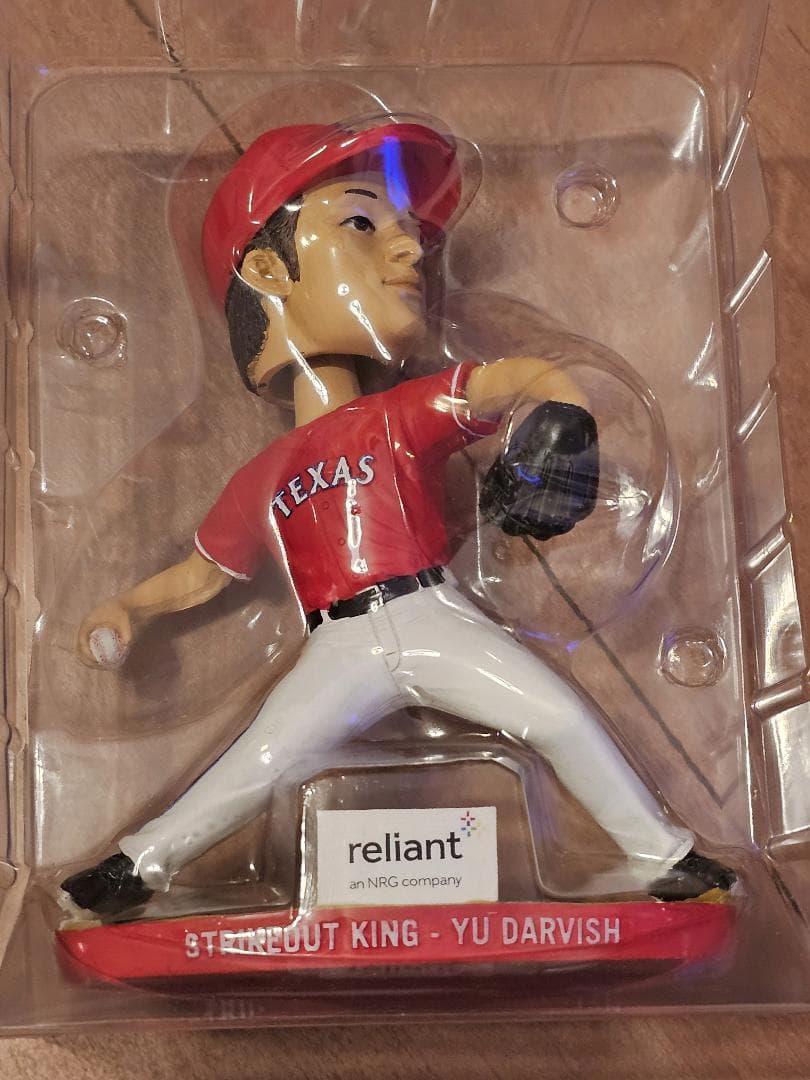 TEXAS
reliant
an NRG company
STRIKEOUT KING - YU DARVISH